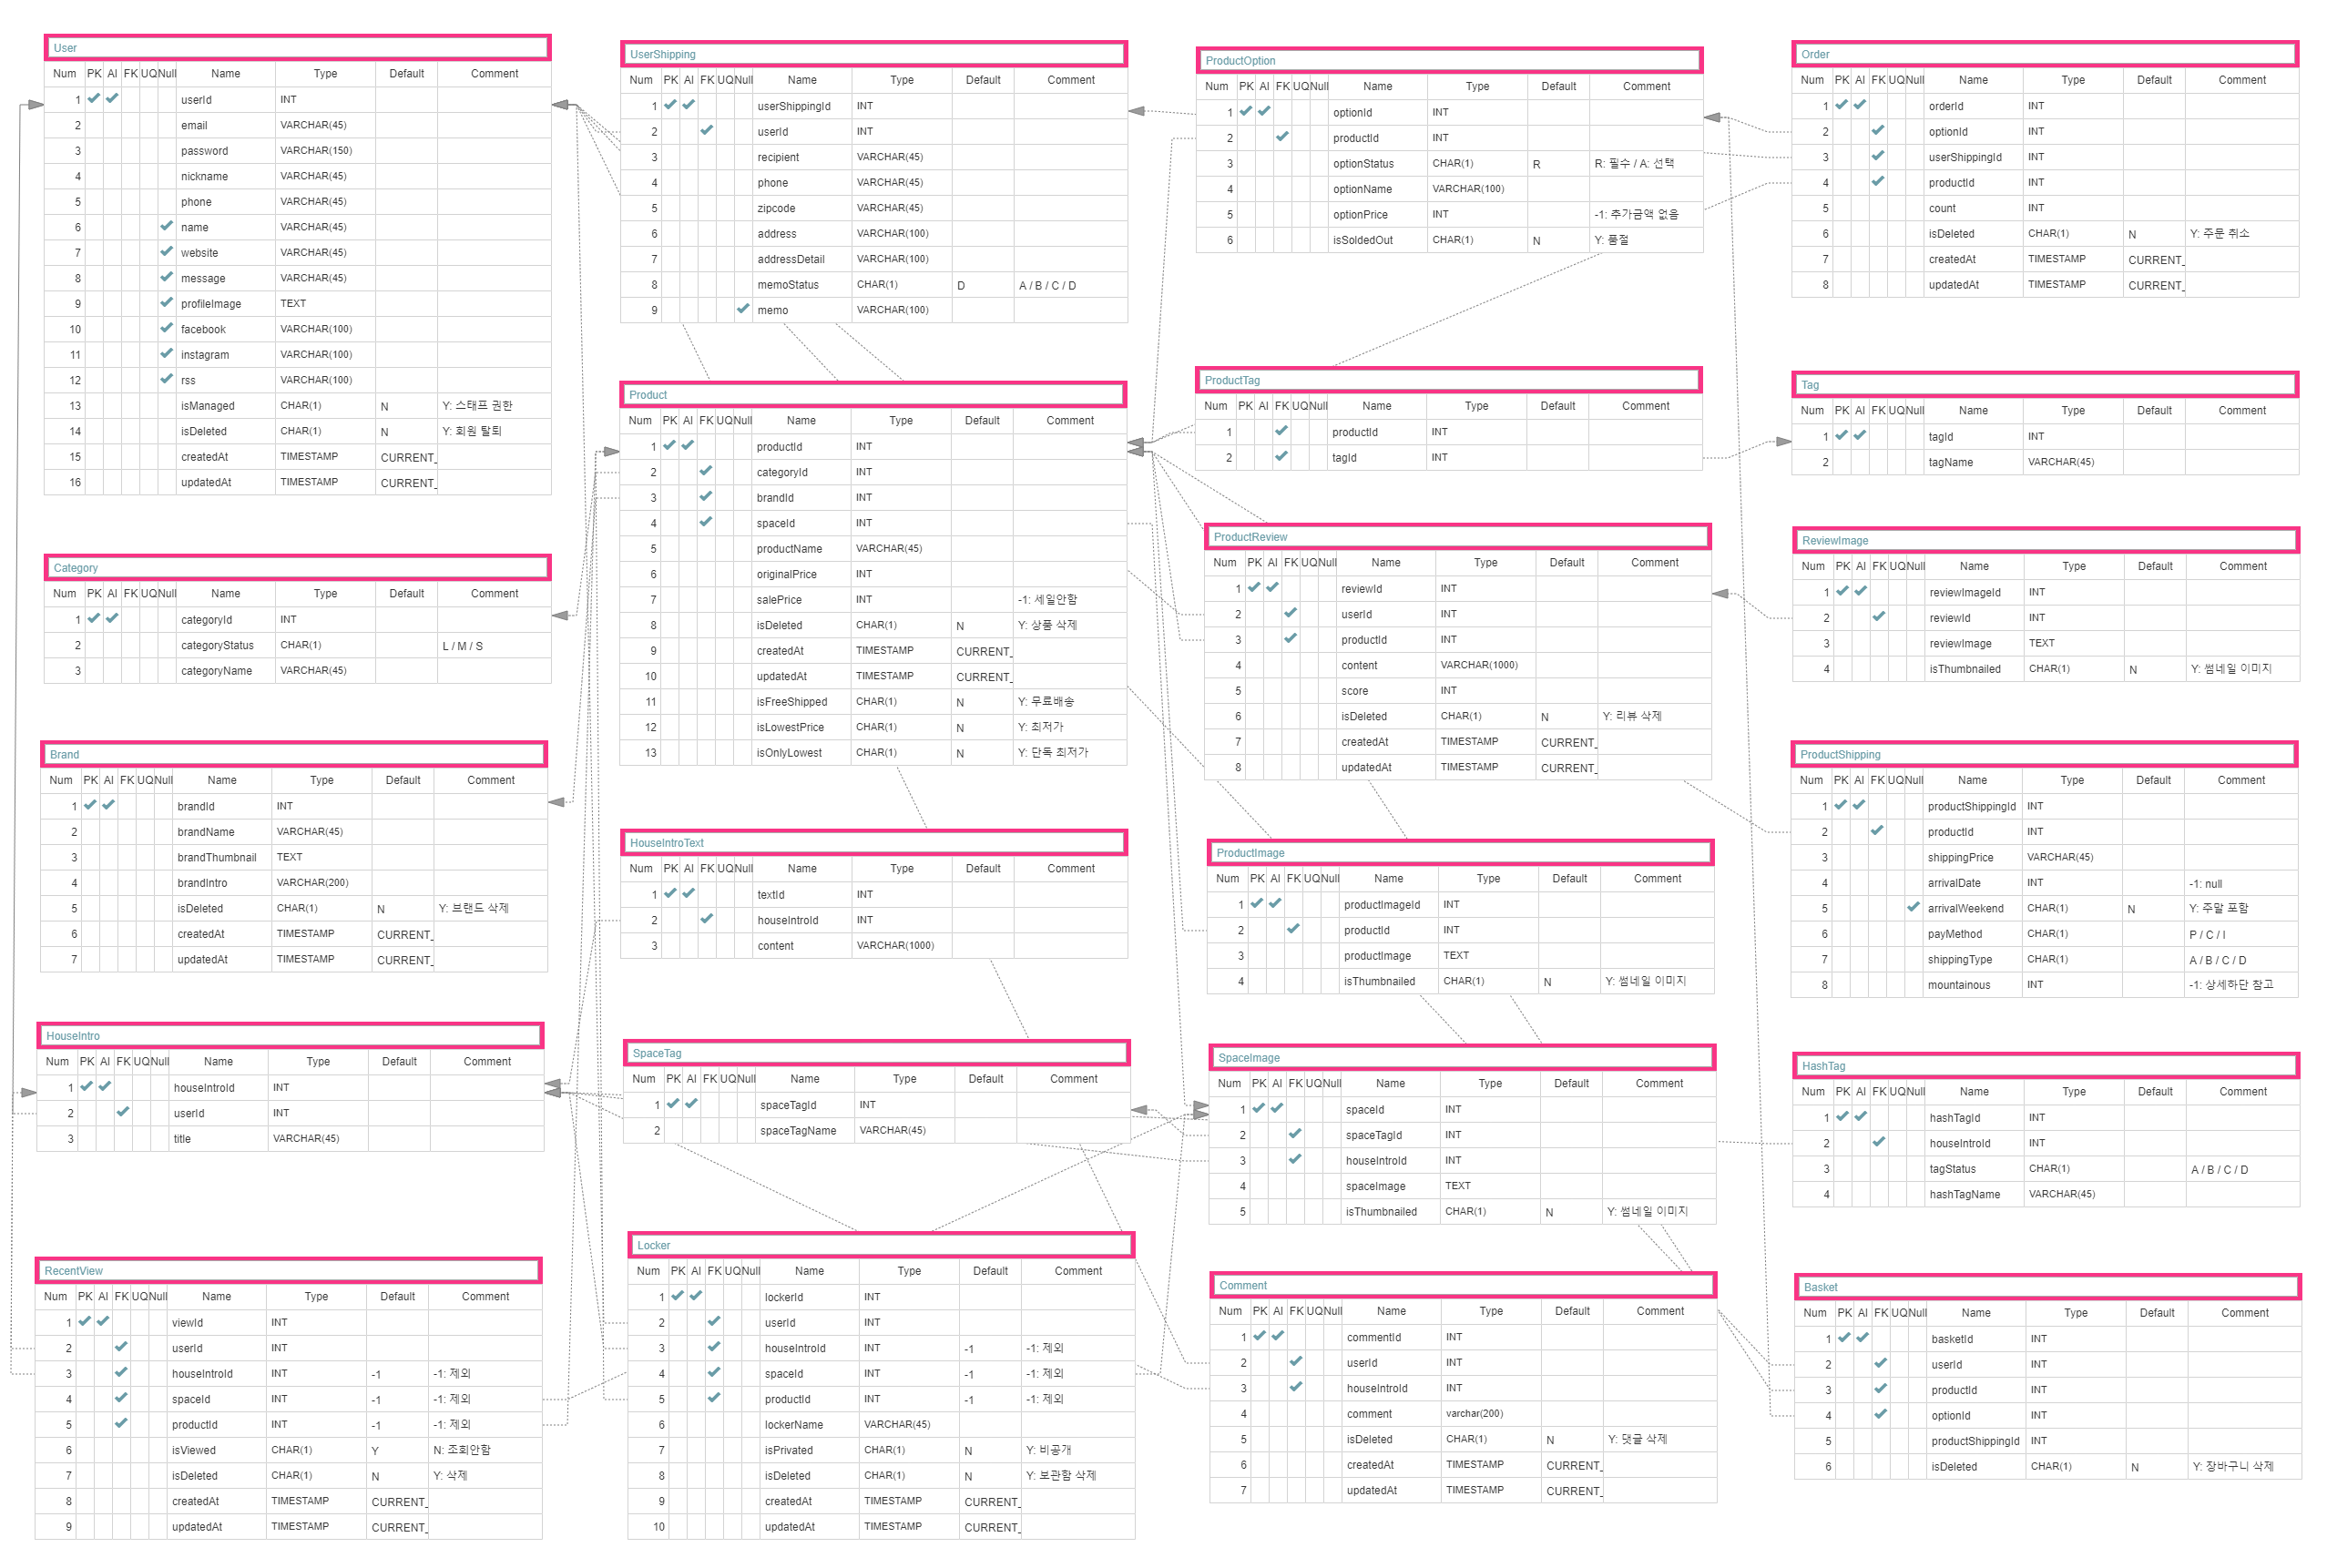 User
Num PK AI FK UQ Null Name Type Default Comment
1 userId INT
2 email VARCHAR(45)
3 password VARCHAR(150)
4 nickname VARCHAR(45)
5 phone VARCHAR(45)
6 name VARCHAR(45)
7 website VARCHAR(45)
8 message VARCHAR(45)
9 profileImage TEXT
10 facebook VARCHAR(100)
11 instagram VARCHAR(100)
12 rss VARCHAR(100)
13 isManaged CHAR(1) N Y: 스태프 권한
14 isDeleted CHAR(1) N Y: 회원 탈퇴
15 createdAt TIMESTAMP CURRENT_
16 updatedAt TIMESTAMP CURRENT_
UserShipping
Num PK AI FK UQ Null Name Type Default Comment
1 userShippingId INT
2 userId INT
3 recipient VARCHAR(45)
4 phone VARCHAR(45)
5 zipcode VARCHAR(45)
6 address VARCHAR(100)
7 addressDetail VARCHAR(100)
8 memoStatus CHAR(1) D A / B / C / D
9 memo VARCHAR(100)
ProductOption
Num PK AI FK UQ Null Name Type Default Comment
1 optionId INT
2 productId INT
3 optionStatus CHAR(1) R R: 필수 / A: 선택
4 optionName VARCHAR(100)
5 optionPrice INT -1: 추가금액 없음
6 isSoldedOut CHAR(1) N Y: 품절
Order
Num PK AI FK UQ Null Name Type Default Comment
1 orderId INT
2 optionId INT
3 userShippingId INT
4 productId INT
5 count INT
6 isDeleted CHAR(1) N Y: 주문 취소
7 createdAt TIMESTAMP CURRENT_
8 updatedAt TIMESTAMP CURRENT_
Product
Num PK AI FK UQ Null Name Type Default Comment
1 productId INT
2 categoryId INT
3 brandId INT
4 spaceId INT
5 productName VARCHAR(45)
6 originalPrice INT
7 salePrice INT -1: 세일안함
8 isDeleted CHAR(1) N Y: 상품 삭제
9 createdAt TIMESTAMP CURRENT_
10 updatedAt TIMESTAMP CURRENT_
11 isFreeShipped CHAR(1) N Y: 무료배송
12 isLowestPrice CHAR(1) N Y: 최저가
13 isOnlyLowest CHAR(1) N Y: 단독 최저가
ProductTag
Num PK AI FK UQ Null Name Type Default Comment
1 productId INT
2 tagId INT
Tag
Num PK AI FK UQ Null Name Type Default Comment
1 tagId INT
2 tagName VARCHAR(45)
Category
Num PK AI FK UQ Null Name Type Default Comment
1 categoryId INT
2 categoryStatus CHAR(1) L / M / S
3 categoryName VARCHAR(45)
ProductReview
Num PK AI FK UQ Null Name Type Default Comment
1 reviewId INT
2 userId INT
3 productId INT
4 content VARCHAR(1000)
5 score INT
6 isDeleted CHAR(1) N Y: 리뷰 삭제
7 createdAt TIMESTAMP CURRENT_
8 updatedAt TIMESTAMP CURRENT_
ReviewImage
Num PK AI FK UQ Null Name Type Default Comment
1 reviewImageId INT
2 reviewId INT
3 reviewImage TEXT
4 isThumbnailed CHAR(1) N Y: 썸네일 이미지
Brand
Num PK AI FK UQ Null Name Type Default Comment
1 brandId INT
2 brandName VARCHAR(45)
3 brandThumbnail TEXT
4 brandIntro VARCHAR(200)
5 isDeleted CHAR(1) N Y: 브랜드 삭제
6 createdAt TIMESTAMP CURRENT_
7 updatedAt TIMESTAMP CURRENT_
HouseIntroText
Num PK AI FK UQ Null Name Type Default Comment
1 textId INT
2 houseIntroId INT
3 content VARCHAR(1000)
ProductImage
Num PK AI FK UQ Null Name Type Default Comment
1 productImageId INT
2 productId INT
3 productImage TEXT
4 isThumbnailed CHAR(1) N Y: 썸네일 이미지
ProductShipping
Num PK AI FK UQ Null Name Type Default Comment
1 productShippingId INT
2 productId INT
3 shippingPrice VARCHAR(45)
4 arrivalDate INT -1: null
5 arrivalWeekend CHAR(1) N Y: 주말 포함
6 payMethod CHAR(1) P / C / I
7 shippingType CHAR(1) A / B / C / D
8 mountainous INT -1: 상세하단 참고
HouseIntro
Num PK AI FK UQ Null Name Type Default Comment
1 houseIntroId INT
2 userId INT
3 title VARCHAR(45)
SpaceTag
Num PK AI FK UQ Null Name Type Default Comment
1 spaceTagId INT
2 spaceTagName VARCHAR(45)
SpaceImage
Num PK AI FK UQ Null Name Type Default Comment
1 spaceId INT
2 spaceTagId INT
3 houseIntroId INT
4 spaceImage TEXT
5 isThumbnailed CHAR(1) N Y: 썸네일 이미지
HashTag
Num PK AI FK UQ Null Name Type Default Comment
1 hashTagId INT
2 houseIntroId INT
3 tagStatus CHAR(1) A / B / C / D
4 hashTagName VARCHAR(45)
RecentView
Num PK AI FK UQ Null Name Type Default Comment
1 viewId INT
2 userId INT
3 houseIntroId INT -1 -1: 제외
4 spaceId INT -1 -1: 제외
5 productId INT -1 -1: 제외
6 isViewed CHAR(1) Y N: 조회안함
7 isDeleted CHAR(1) N Y: 삭제
8 createdAt TIMESTAMP CURRENT_
9 updatedAt TIMESTAMP CURRENT_
Locker
Num PK AI FK UQ Null Name Type Default Comment
1 lockerId INT
2 userId INT
3 houseIntroId INT -1 -1: 제외
4 spaceId INT -1 -1: 제외
5 productId INT -1 -1: 제외
6 lockerName VARCHAR(45)
7 isPrivated CHAR(1) N Y: 비공개
8 isDeleted CHAR(1) N Y: 보관함 삭제
9 createdAt TIMESTAMP CURRENT_
10 updatedAt TIMESTAMP CURRENT_
Comment
Num PK AI FK UQ Null Name Type Default Comment
1 commentId INT
2 userId INT
3 houseIntroId INT
4 comment varchar(200)
5 isDeleted CHAR(1) N Y: 댓글 삭제
6 createdAt TIMESTAMP CURRENT_
7 updatedAt TIMESTAMP CURRENT_
Basket
Num PK AI FK UQ Null Name Type Default Comment
1 basketId INT
2 userId INT
3 productId INT
4 optionId INT
5 productShippingId INT
6 isDeleted CHAR(1) N Y: 장바구니 삭제